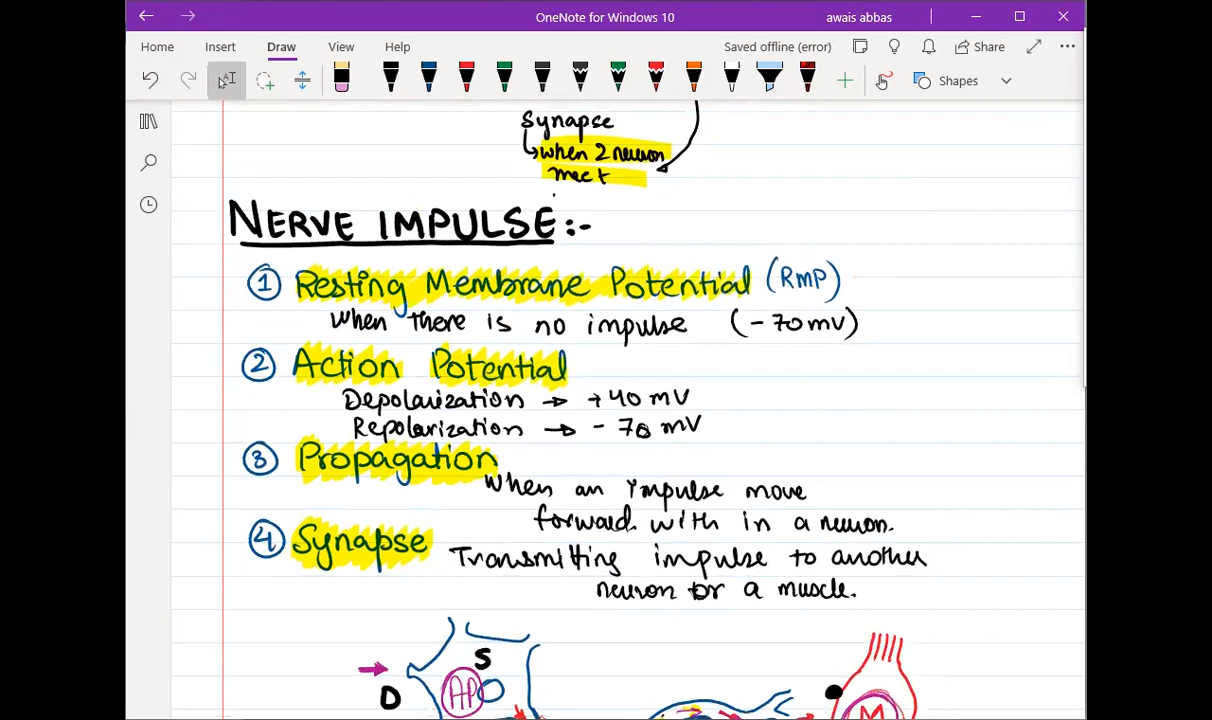 OneNote for Windows 10
awais abbas
Home Insert Draw View Help
Saved offline (error)
Share
Shapes
Synapse
when 2 neuron
meet
NERVE IMPULSE:-
1 Resting Membrane Potential (RMP)
When there is no impulse (-70mV)
2 Action Potential
Depolarization → +40 mV
Repolarization → - 70 mV
3 Propagation
When an impulse move
forward with in a neuron.
4 Synapse
Transmitting impulse to another
neuron or a muscle.
S
D
AP
M